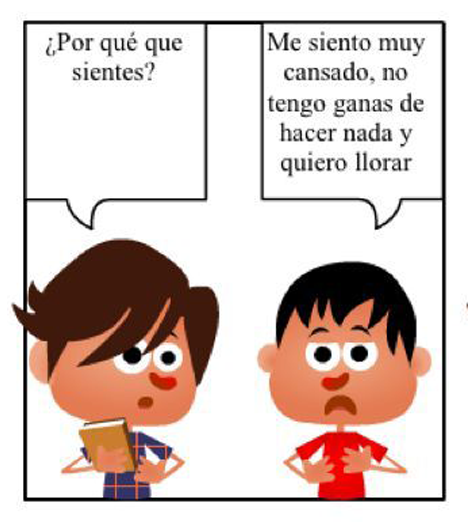 ¿Por qué que
sientes?
Me siento muy
cansado, no
tengo ganas de
hacer nada y
quiero llorar